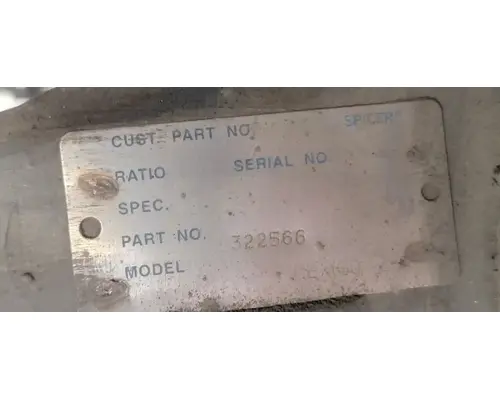 CUST. PART NO. SPICER®
RATIO SERIAL NO
SPEC.
PART NO. 322566
MODEL